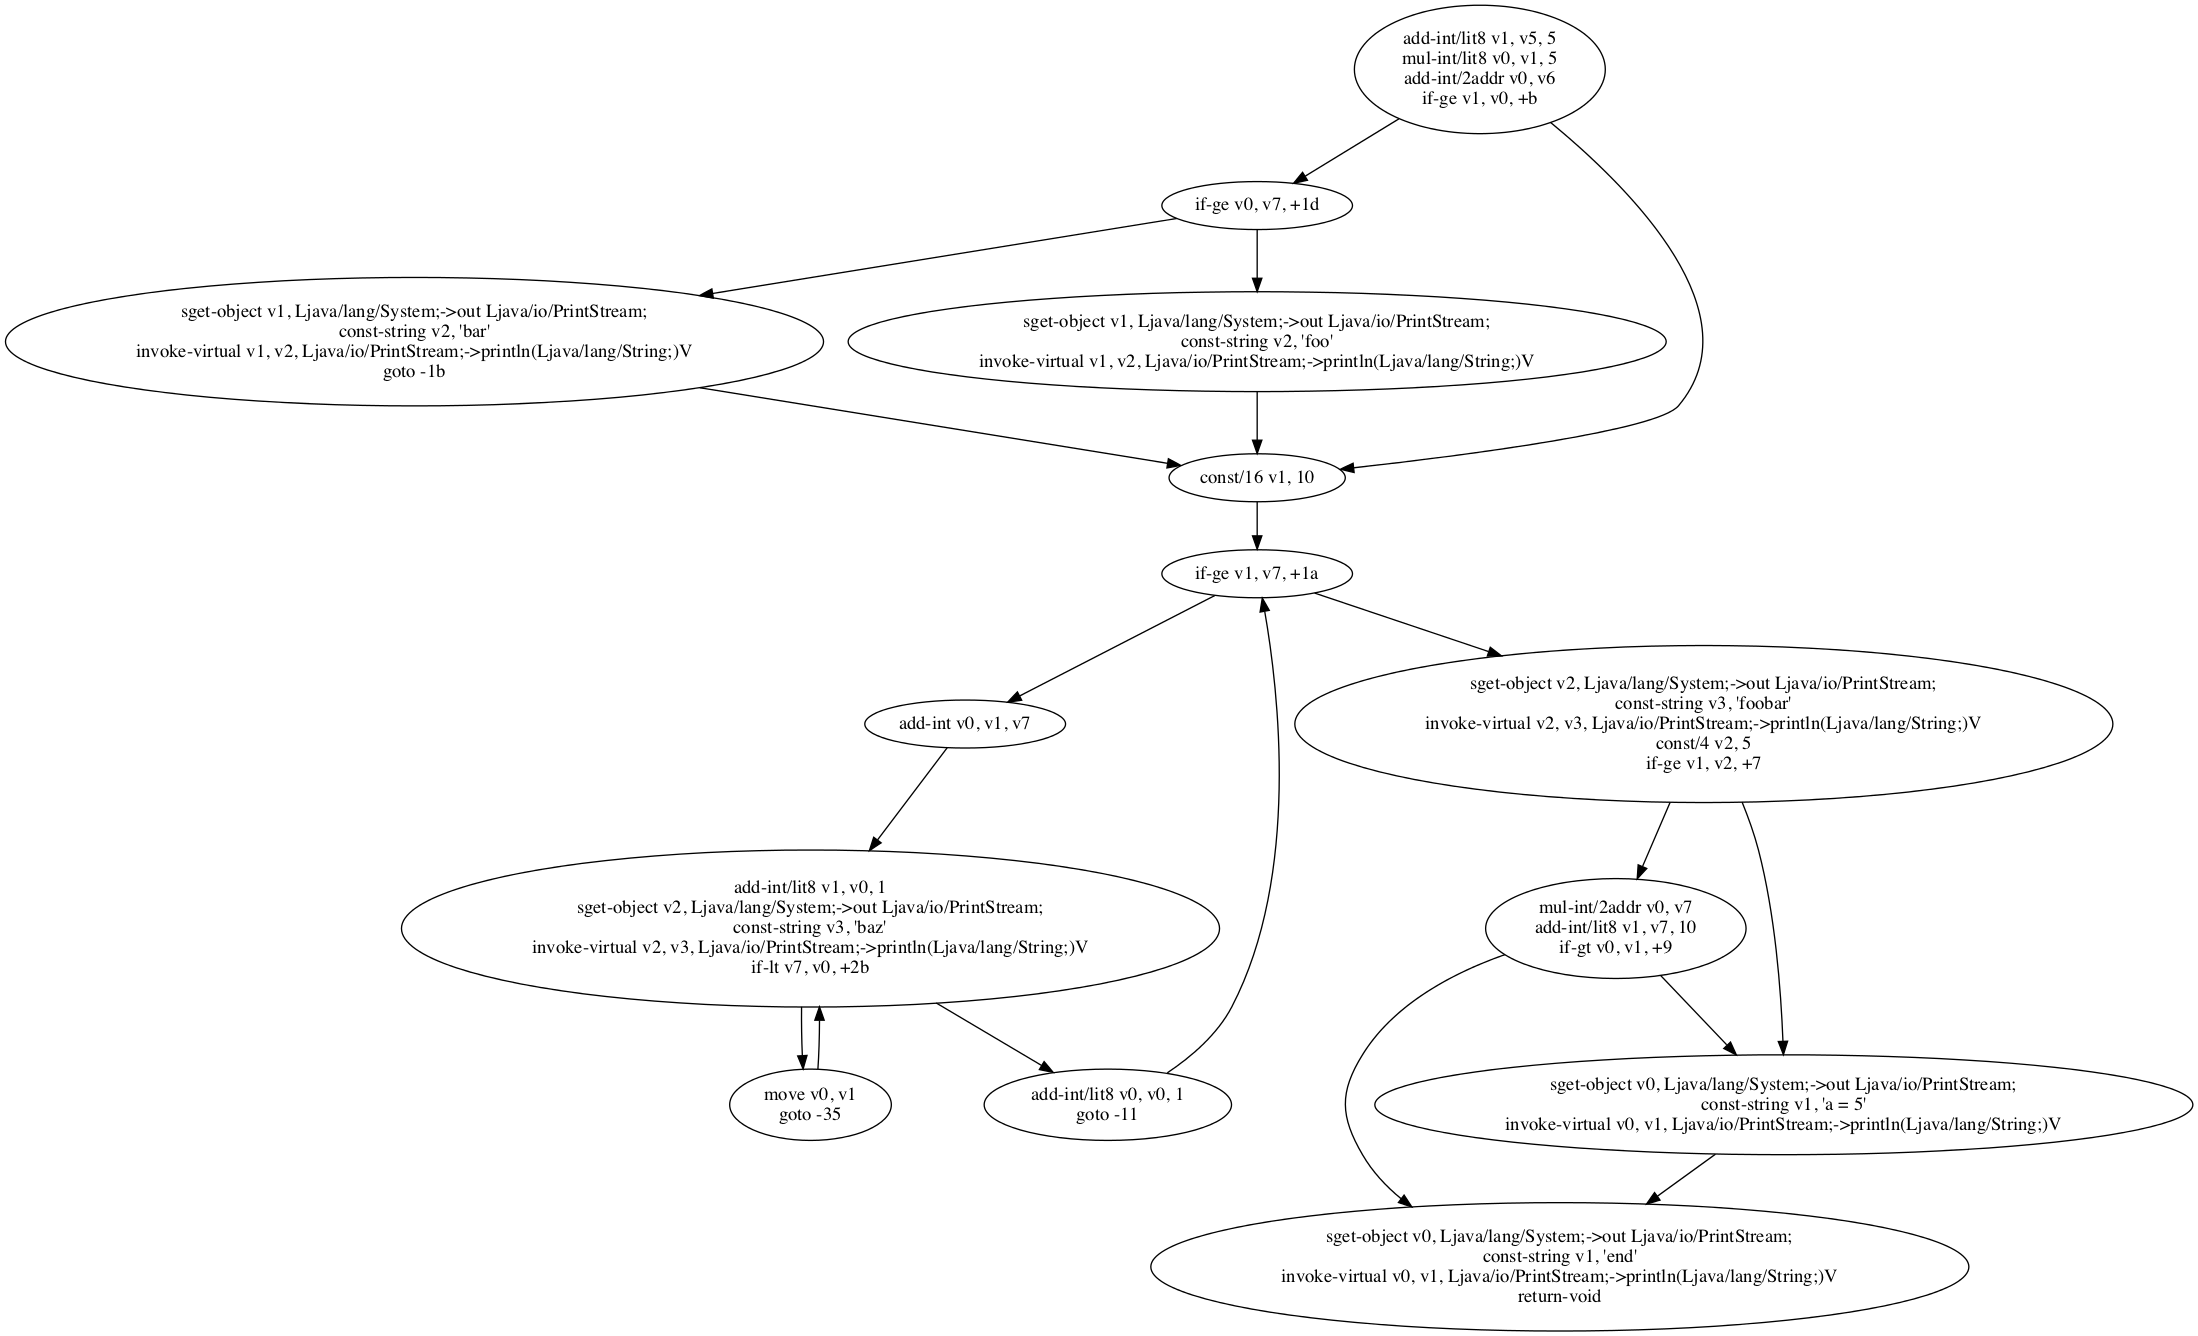 add-int/lit8 v1, v5, 5
mul-int/lit8 v0, v1, 5
add-int/2addr v0, v6
if-ge v1, v0, +b
if-ge v0, v7, +1d
sget-object v1, Ljava/lang/System;->out Ljava/io/PrintStream;
const-string v2, 'bar'
invoke-virtual v1, v2, Ljava/io/PrintStream;->println(Ljava/lang/String;)V
goto -1b
sget-object v1, Ljava/lang/System;->out Ljava/io/PrintStream;
const-string v2, 'foo'
invoke-virtual v1, v2, Ljava/io/PrintStream;->println(Ljava/lang/String;)V
const/16 v1, 10
if-ge v1, v7, +1a
add-int v0, v1, v7
sget-object v2, Ljava/lang/System;->out Ljava/io/PrintStream;
const-string v3, 'foobar'
invoke-virtual v2, v3, Ljava/io/PrintStream;->println(Ljava/lang/String;)V
const/4 v2, 5
if-ge v1, v2, +7
add-int/lit8 v1, v0, 1
sget-object v2, Ljava/lang/System;->out Ljava/io/PrintStream;
const-string v3, 'baz'
invoke-virtual v2, v3, Ljava/io/PrintStream;->println(Ljava/lang/String;)V
if-lt v7, v0, +2b
mul-int/2addr v0, v7
add-int/lit8 v1, v7, 10
if-gt v0, v1, +9
move v0, v1
goto -35
add-int/lit8 v0, v0, 1
goto -11
sget-object v0, Ljava/lang/System;->out Ljava/io/PrintStream;
const-string v1, 'a = 5'
invoke-virtual v0, v1, Ljava/io/PrintStream;->println(Ljava/lang/String;)V
sget-object v0, Ljava/lang/System;->out Ljava/io/PrintStream;
const-string v1, 'end'
invoke-virtual v0, v1, Ljava/io/PrintStream;->println(Ljava/lang/String;)V
return-void